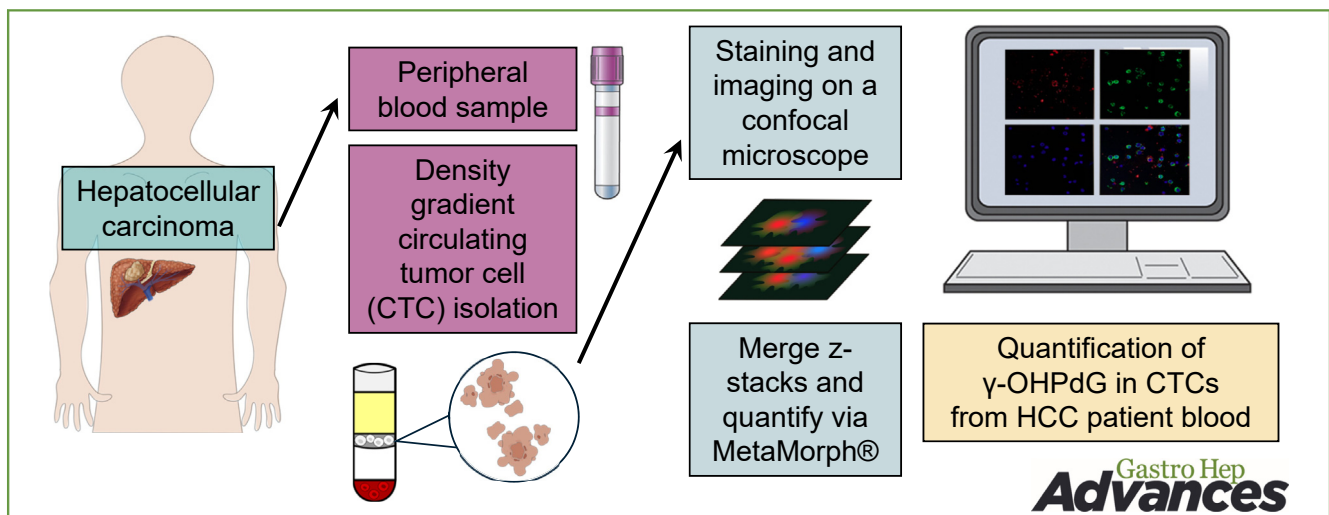 Hepatocellular
carcinoma
Peripheral
blood sample
Density
gradient
circulating
tumor cell
(CTC) isolation
Staining and
imaging on a
confocal
microscope
Merge z-
stacks and
quantify via
MetaMorph®
Quantification of
γ-OHPdG in CTCs
from HCC patient blood
Gastro Hep
Advances